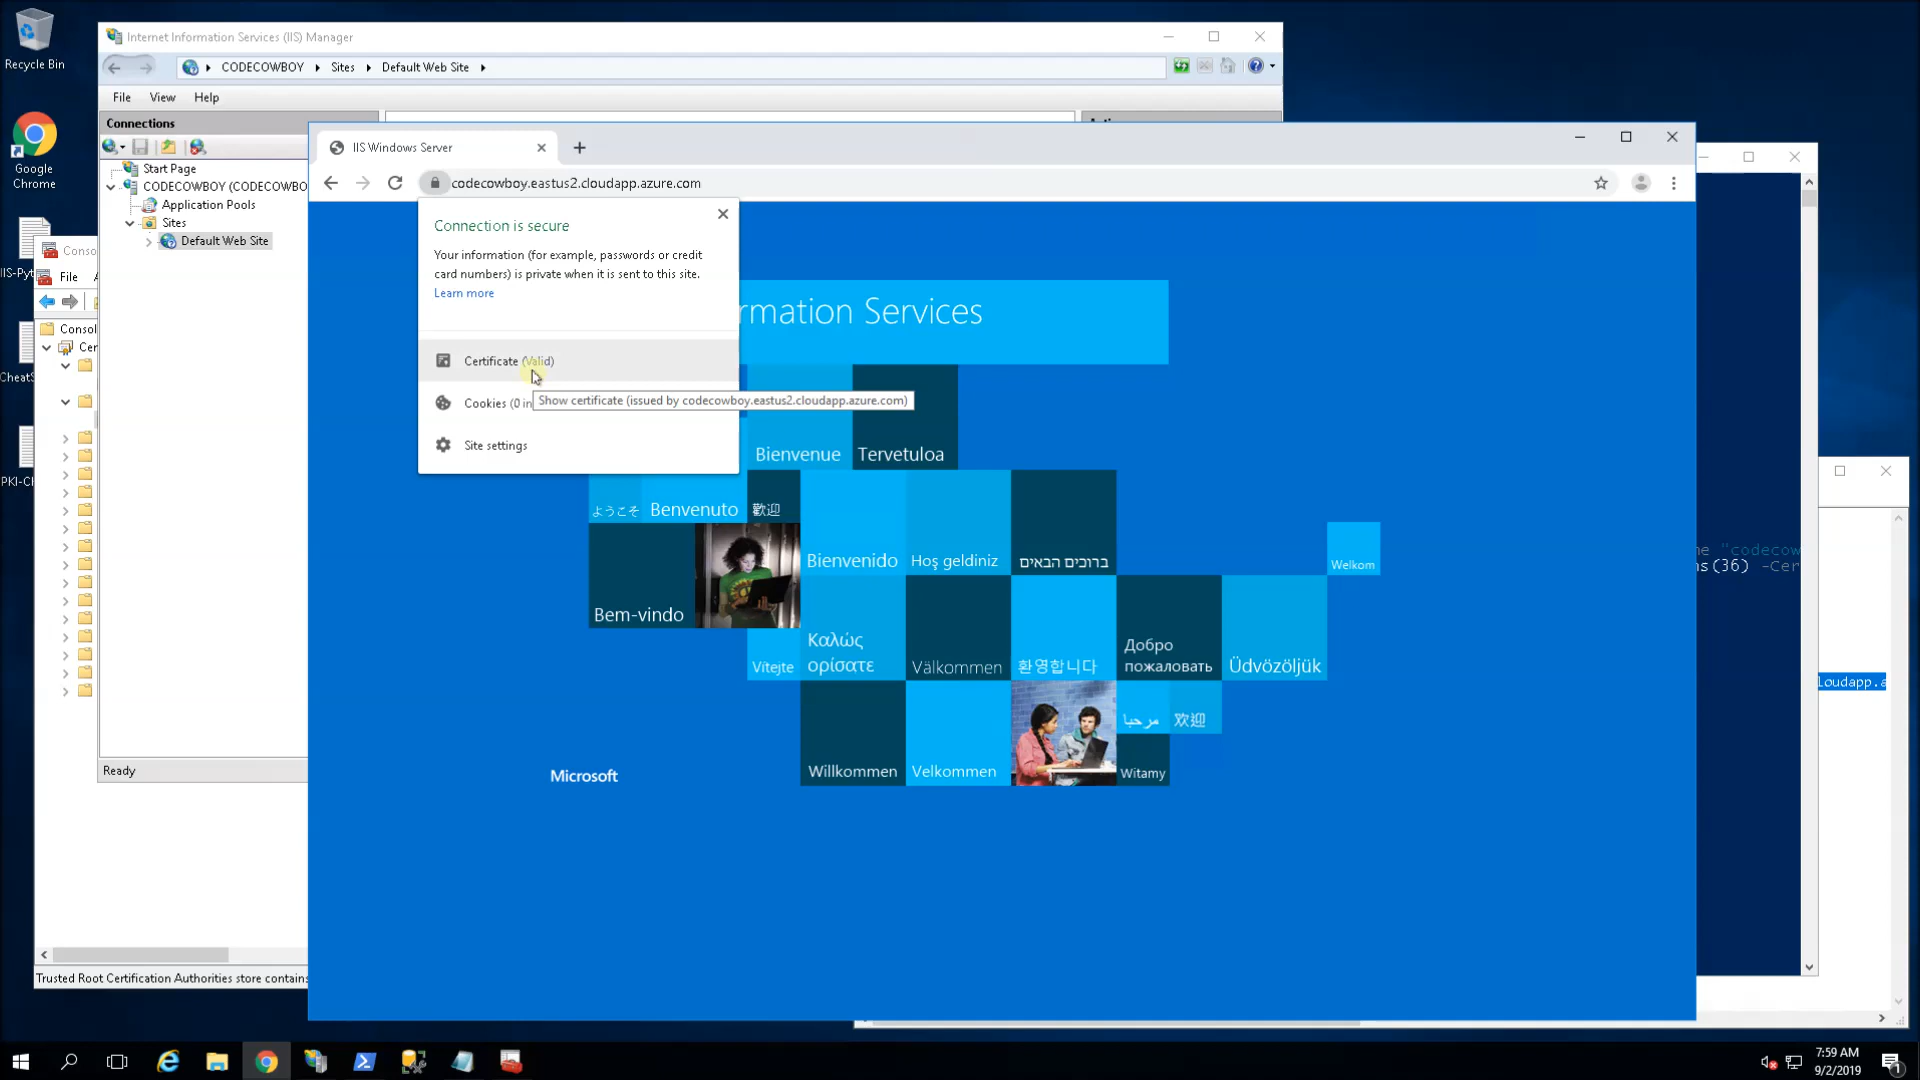 Recycle Bin
Google
Chrome
Internet Information Services (IIS) Manager
CODECOWBOY
Sites
Default Web Site
File
View
Help
Connections
Start Page
Application Pools
Sites
Default Web Site
Ready
File
Trusted Root Certification Authorities store contains
IIS Windows Server
codecowboy.eastus2.cloudapp.azure.com
Connection is secure
Your information (for example, passwords or credit
card numbers) is private when it is sent to this site.
Learn more
Certificate (Valid)
Cookies (0 in
Show certificate (issued by codecowboy.eastus2.cloudapp.azure.com)
Site settings
rmation Services
Bienvenue
Tervetuloa
ようこそ
Benvenuto
歡迎
Bienvenido
Hoş geldiniz
ברוכים הבאים
Welkom
Bem-vindo
Vítejte
Καλώς
ορίσατε
Välkommen
환영합니다
Добро
пожаловать
Üdvözöljük
مرحبا
欢迎
Microsoft
Willkommen
Velkommen
Witamy
"codecow
s(36) -Cer
loudapp.a
7:59 AM
9/2/2019
1